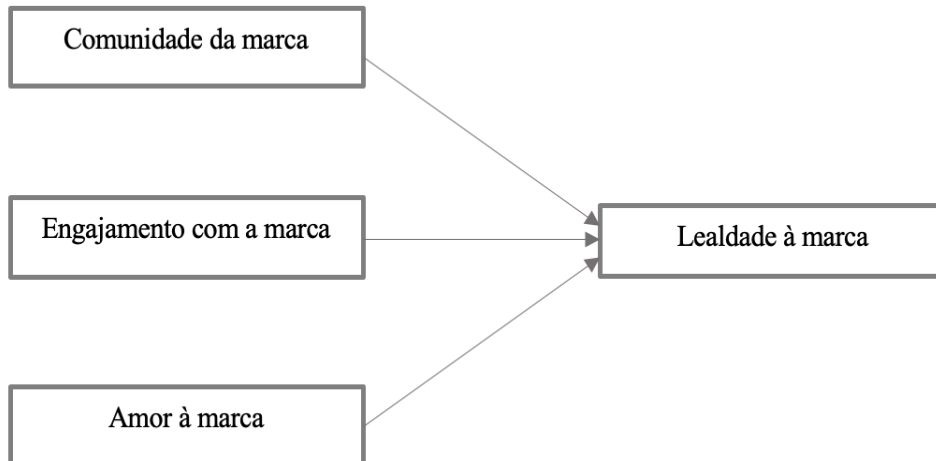 Comunidade da marca
Engajamento com a marca
Lealdade à marca
Amor à marca